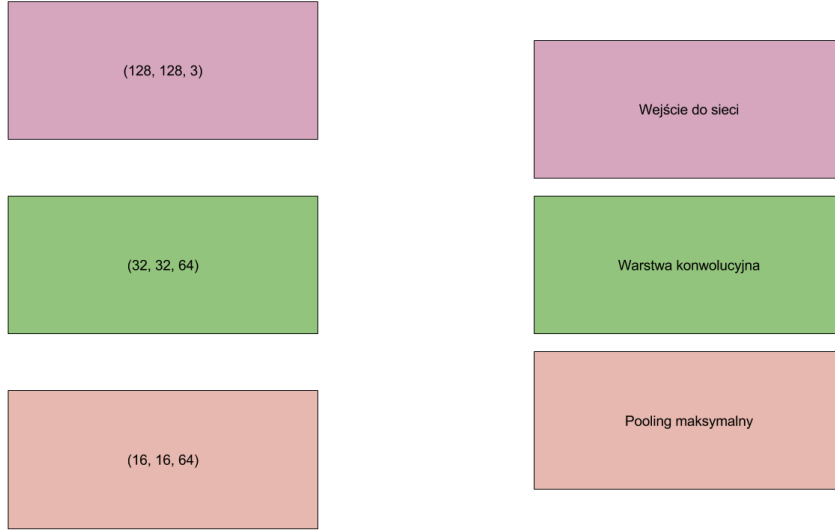 (128, 128, 3)
Wejście do sieci
(32, 32, 64)
Warstwa konwolucyjna
Pooling maksymalny
(16, 16, 64)